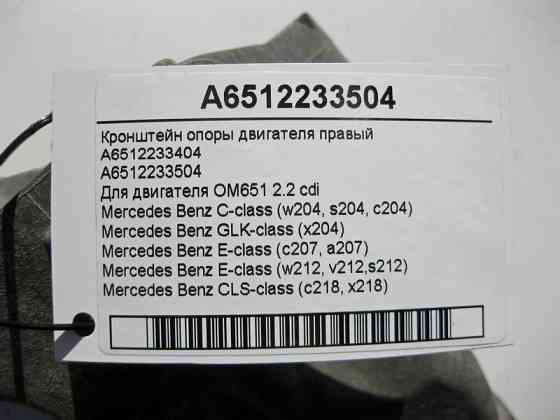 A6512233504
Кронштейн опоры двигателя правый
A6512233404
A6512233504
Для двигателя OM651 2.2 cdi
Mercedes Benz C-class (w204, s204, c204)
Mercedes Benz GLK-class (x204)
Mercedes Benz E-class (c207, a207)
Mercedes Benz E-class (w212, v212,s212)
Mercedes Benz CLS-class (c218, x218)